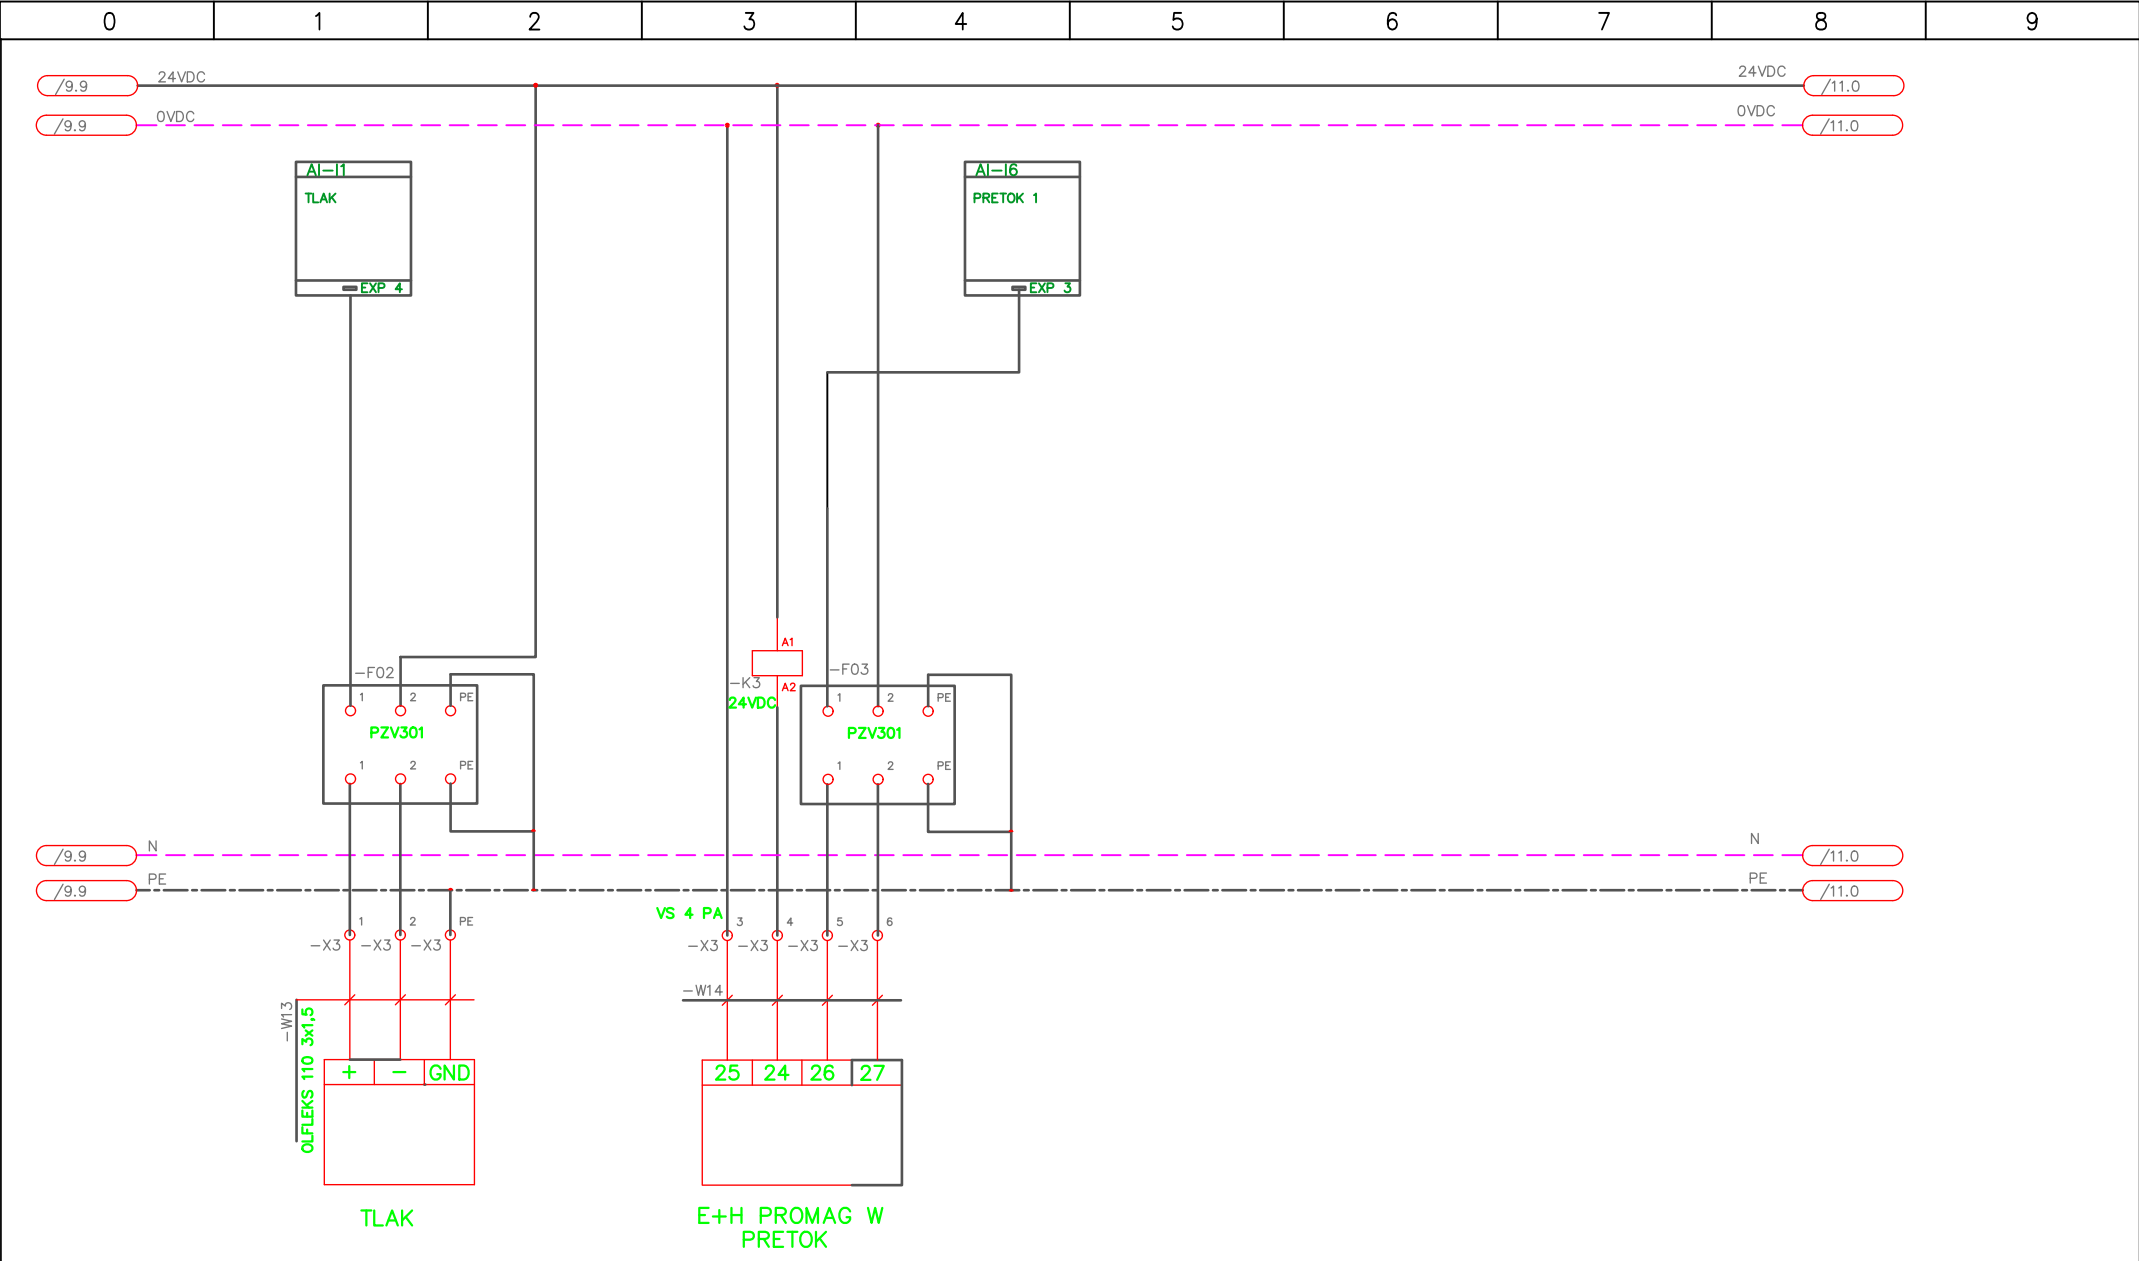 0 1 2 3 4 5 6 7 8 9
/9.9 24VDC 24VDC /11.0
/9.9 0VDC 0VDC /11.0
AI-I1 AI-I6
TLAK PRETOK 1
EXP 4 EXP 3
A1
-F02 -K3 A2 -F03
24VDC
1 2 PE 1 2 PE
PZV301 PZV301
1 2 PE 1 2 PE
/9.9 N N /11.0
/9.9 PE PE /11.0
VS 4 PA
1 2 PE 3 4 5 6
-X3 -X3 -X3 -X3 -X3 -X3 -X3
-W13
OLFLEKS 110 3x1,5
-W14
+ - GND 25 24 26 27
TLAK
E+H PROMAG W
PRETOK